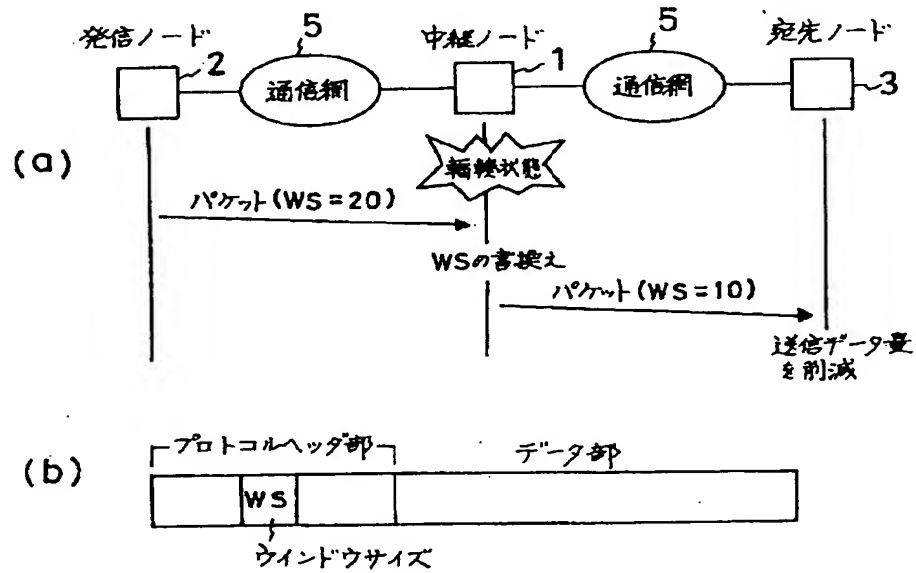 発信ノード
2
5
通信網
中継ノード
1
5
通信網
宛先ノード
3
(a)
輻輳状態
パケット(WS=20)
WSの書換え
パケット(WS=10)
送信データ量
を削減
(b)
プロトコルヘッダ部
データ部
WS
ウインドウサイズ